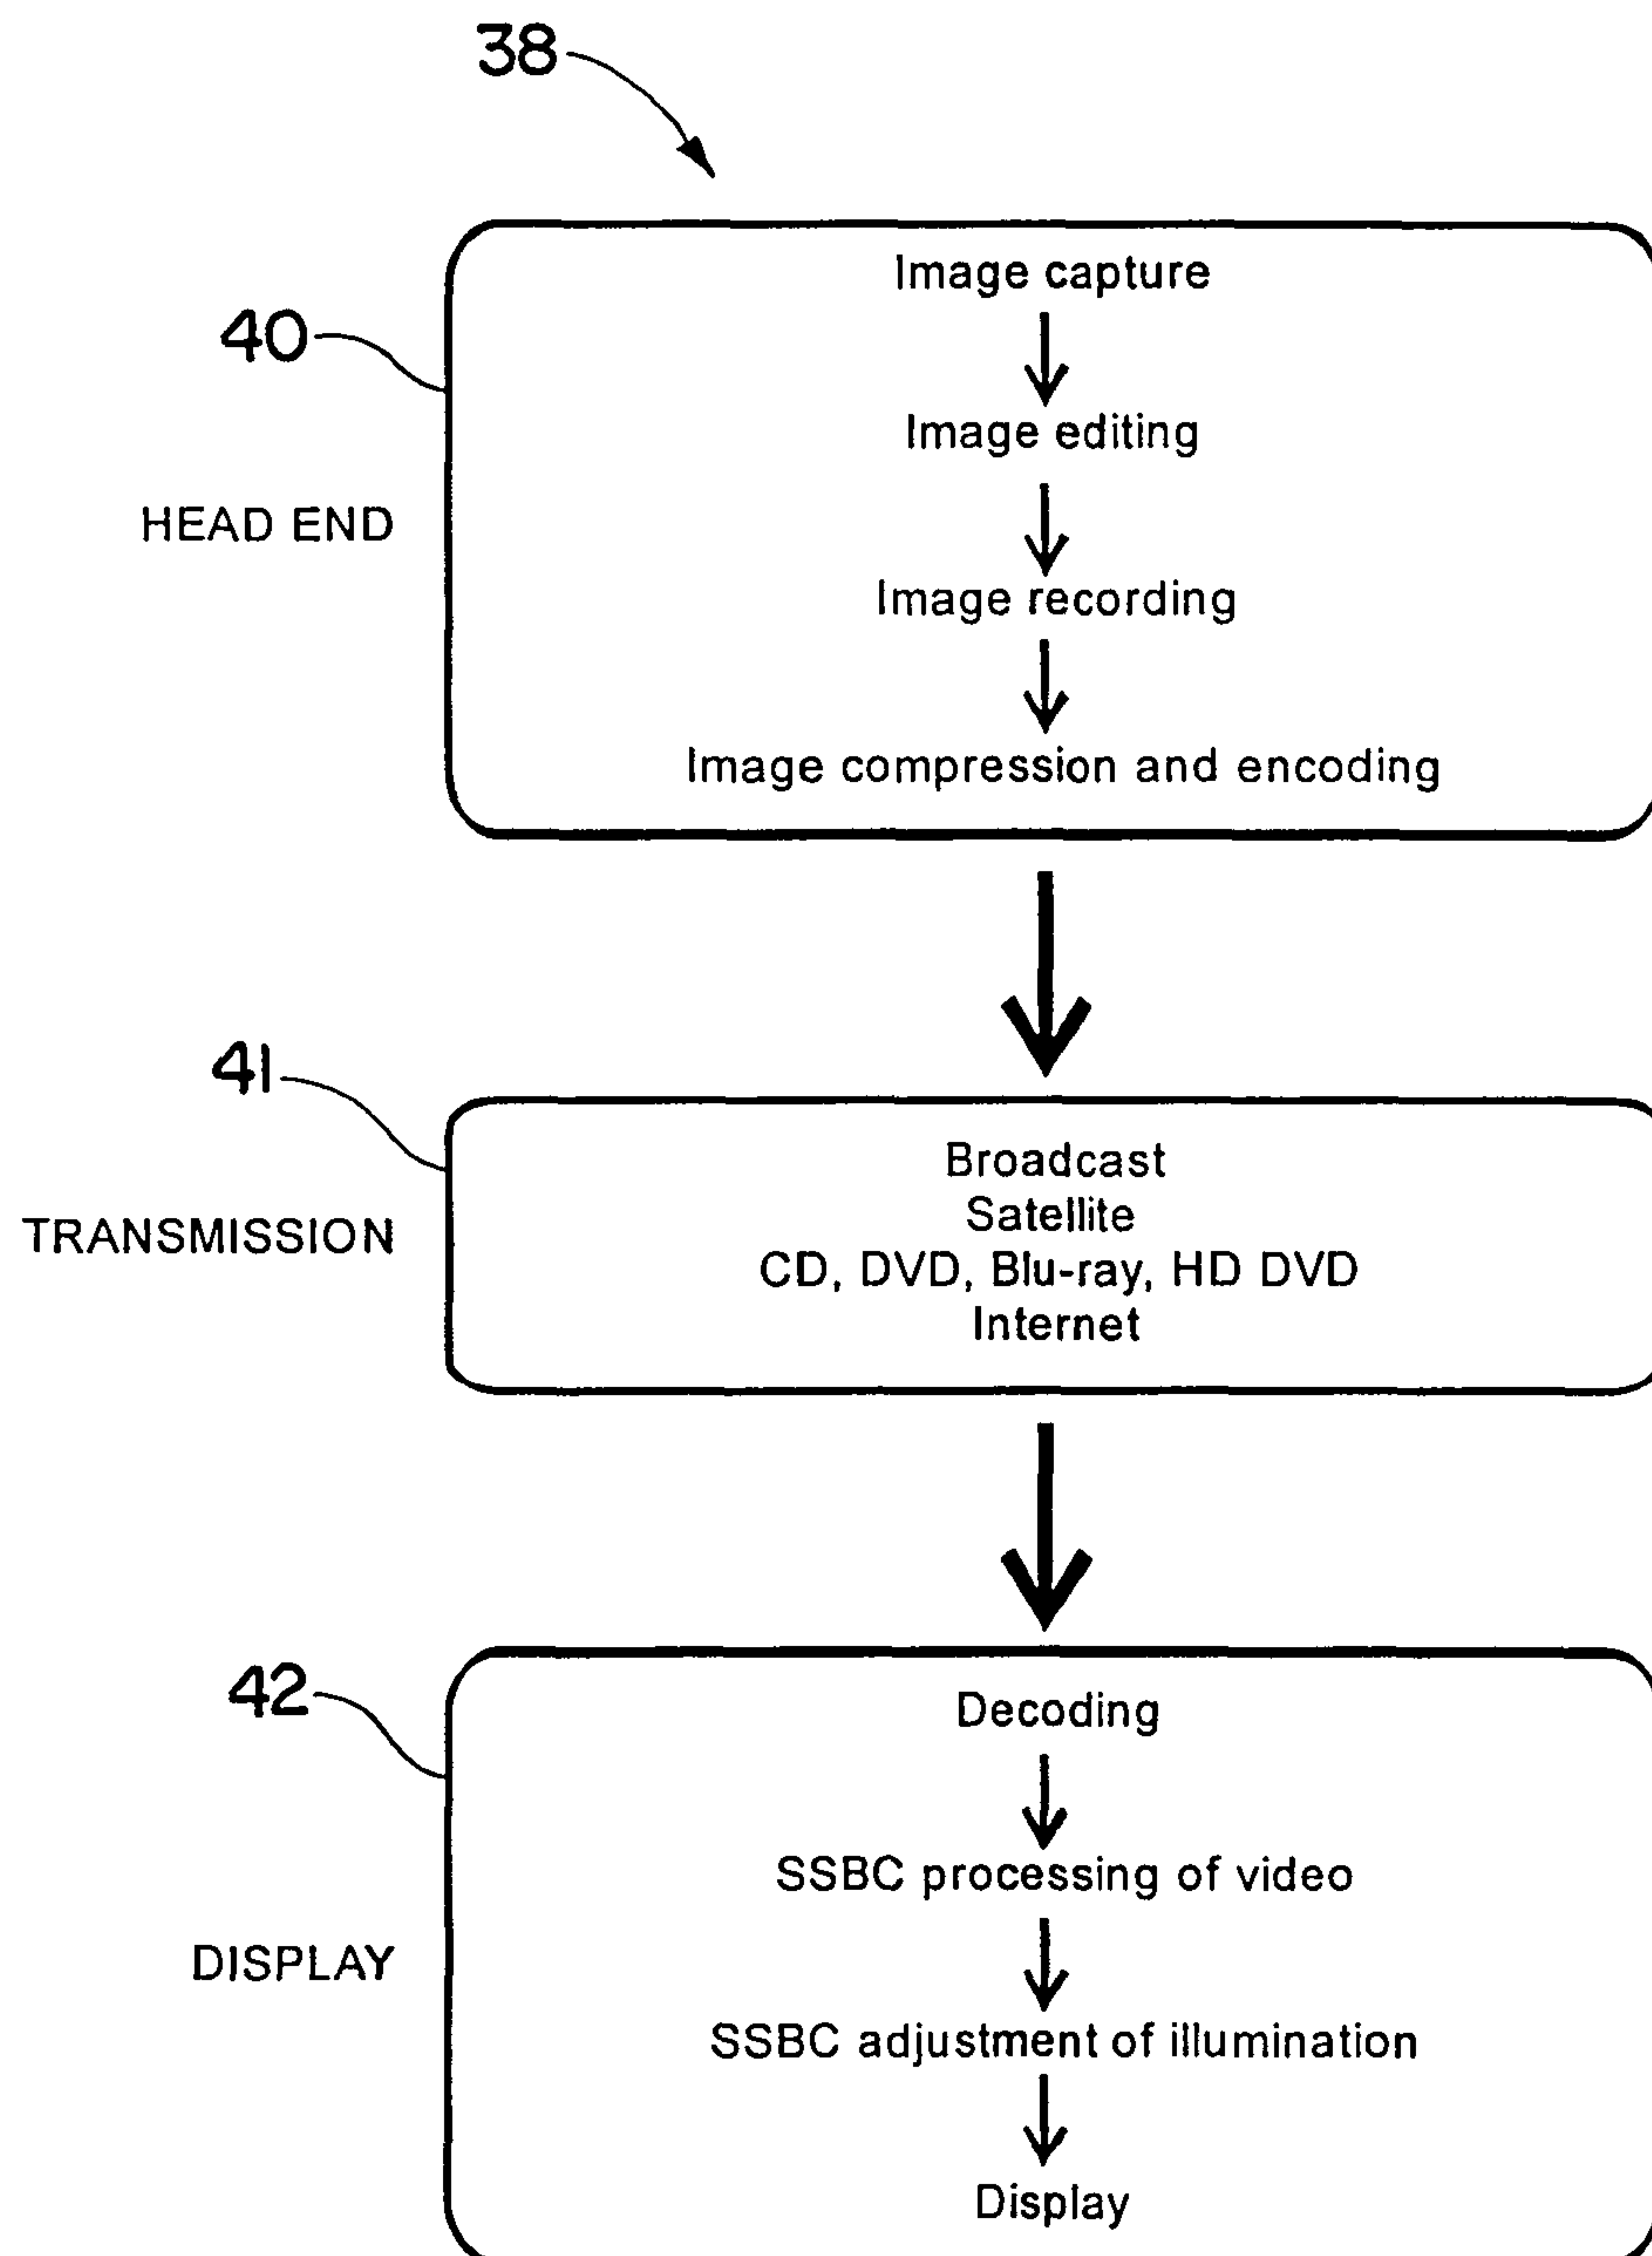 38
40
HEAD END
Image capture
Image editing
Image recording
Image compression and encoding
41
TRANSMISSION
Broadcast
Satellite
CD, DVD, Blu-ray, HD DVD
Internet
42
DISPLAY
Decoding
SSBC processing of video
SSBC adjustment of illumination
Display